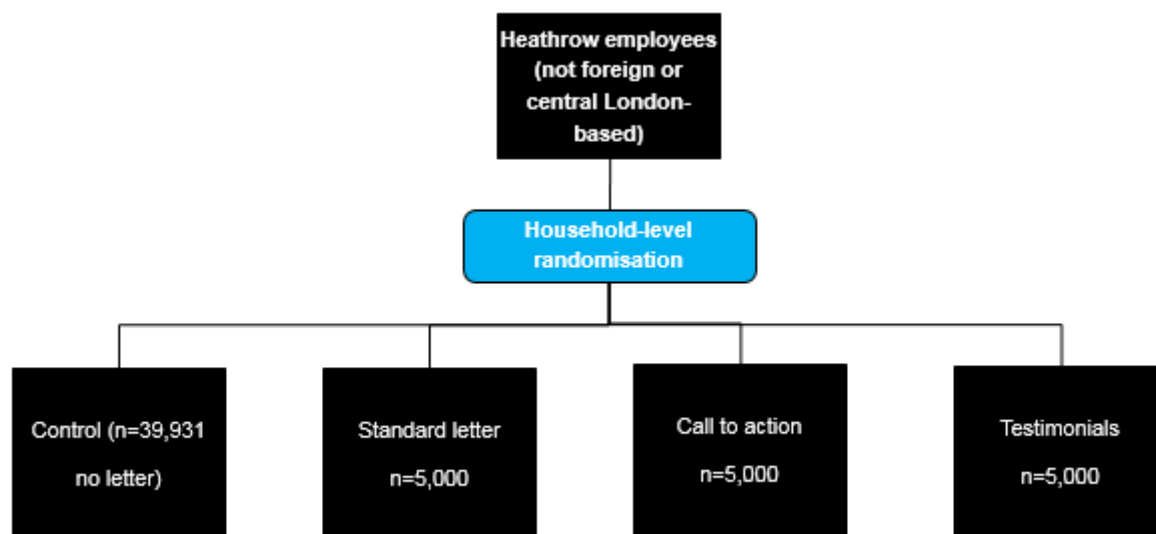 Heathrow employees
(not foreign or
central London-
based)
Household-level
randomisation
Control (n=39,931
no letter)
Standard letter
n=5,000
Call to action
n=5,000
Testimonials
n=5,000